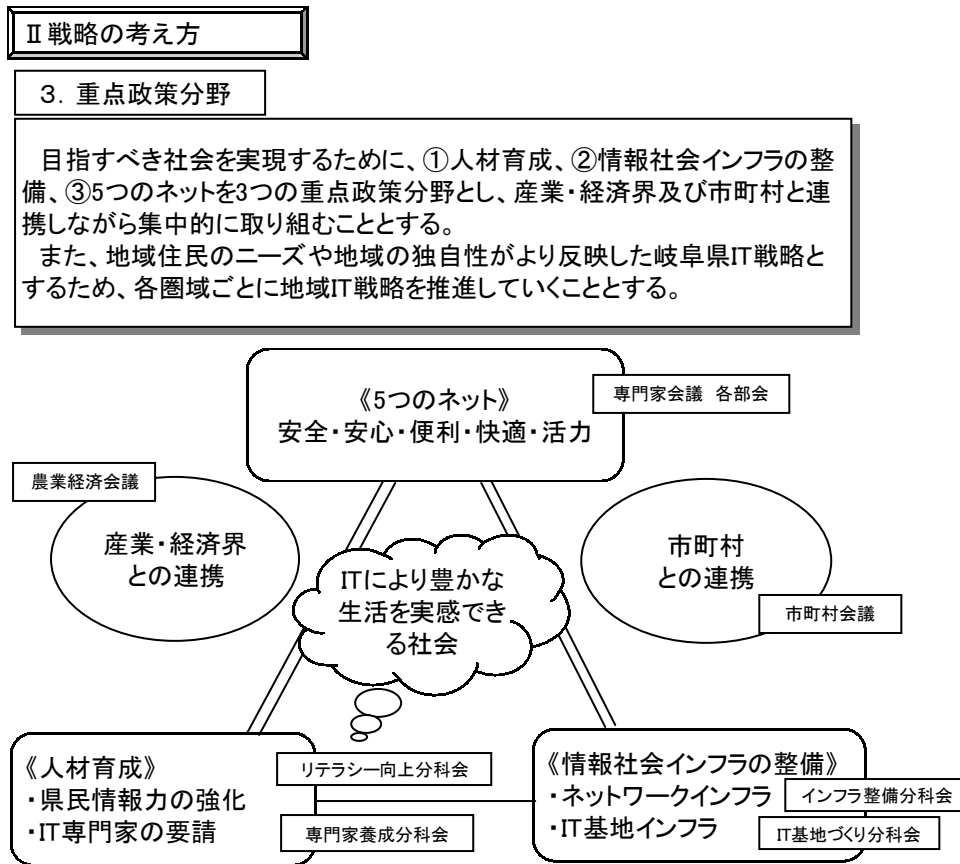 Ⅱ戦略の考え方
３．重点政策分野
目指すべき社会を実現するために、①人材育成、②情報社会インフラの整
備、③5つのネットを3つの重点政策分野とし、産業・経済界及び市町村と連
携しながら集中的に取り組むこととする。
また、地域住民のニーズや地域の独自性がより反映した岐阜県IT戦略と
するため、各圏域ごとに地域IT戦略を推進していくこととする。
《5つのネット》
安全・安心・便利・快適・活力
専門家会議 各部会
農業経済会議
産業・経済界
との連携
市町村
との連携
市町村会議
ITにより豊かな
生活を実感でき
る社会
《人材育成》
・県民情報力の強化
・IT専門家の要請
リテラシー向上分科会
専門家養成分科会
《情報社会インフラの整備》
・ネットワークインフラ
・IT基地インフラ
インフラ整備分科会
IT基地づくり分科会